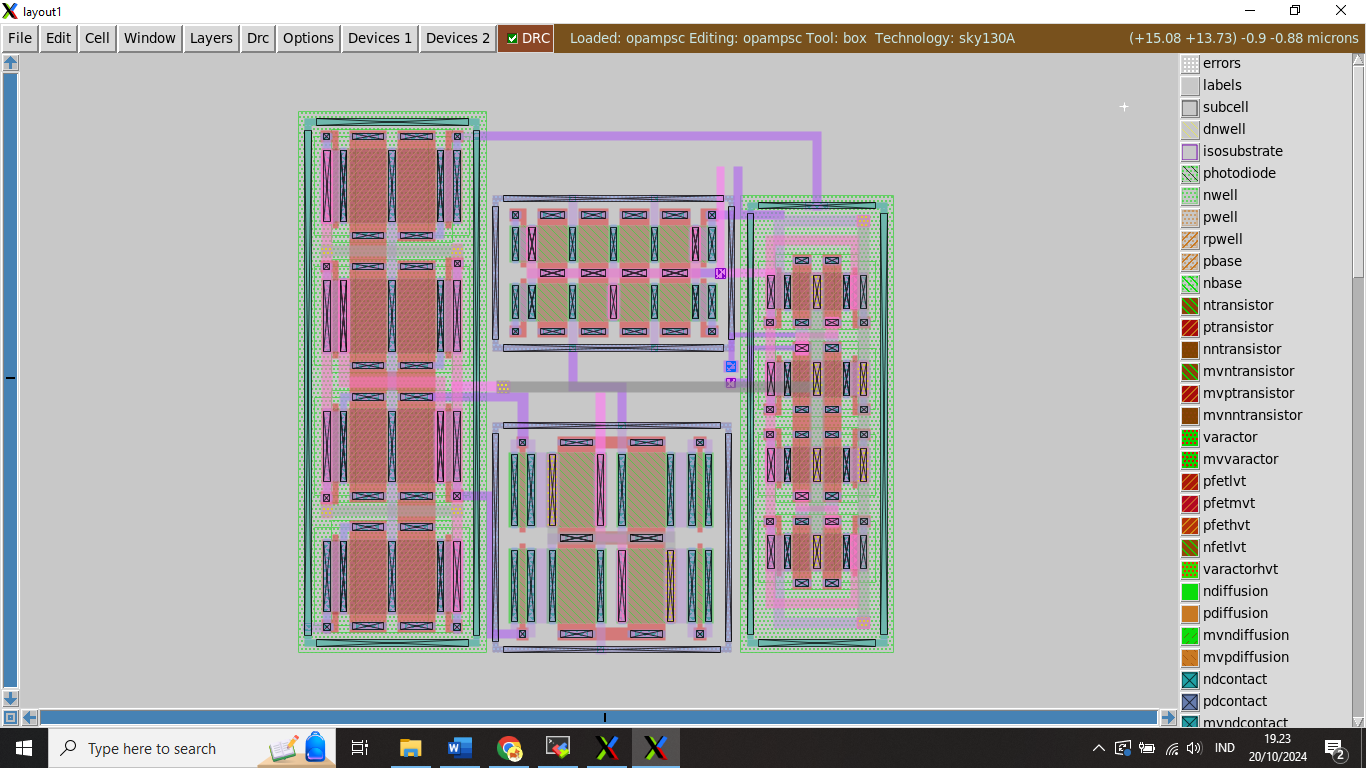 layout1
File Edit Cell Window Layers Drc Options Devices 1 Devices 2 DRC Loaded: opampsc Editing: opampsc Tool: box Technology: sky130A (+15.08 +13.73) -0.9 -0.88 microns
errors
labels
subcell
dnwell
isosubstrate
photodiode
nwell
pwell
rpwell
pbase
nbase
ntransistor
ptransistor
nntransistor
mvntransistor
mvptransistor
mvnntransistor
varactor
mvvaractor
pfetlvt
pfetmvt
pfethvt
nfetlvt
varactorhvt
ndiffusion
pdiffusion
mvndiffusion
mvpdiffusion
ndcontact
pdcontact
mvndcontact
Type here to search
IND
19.23
20/10/2024
2